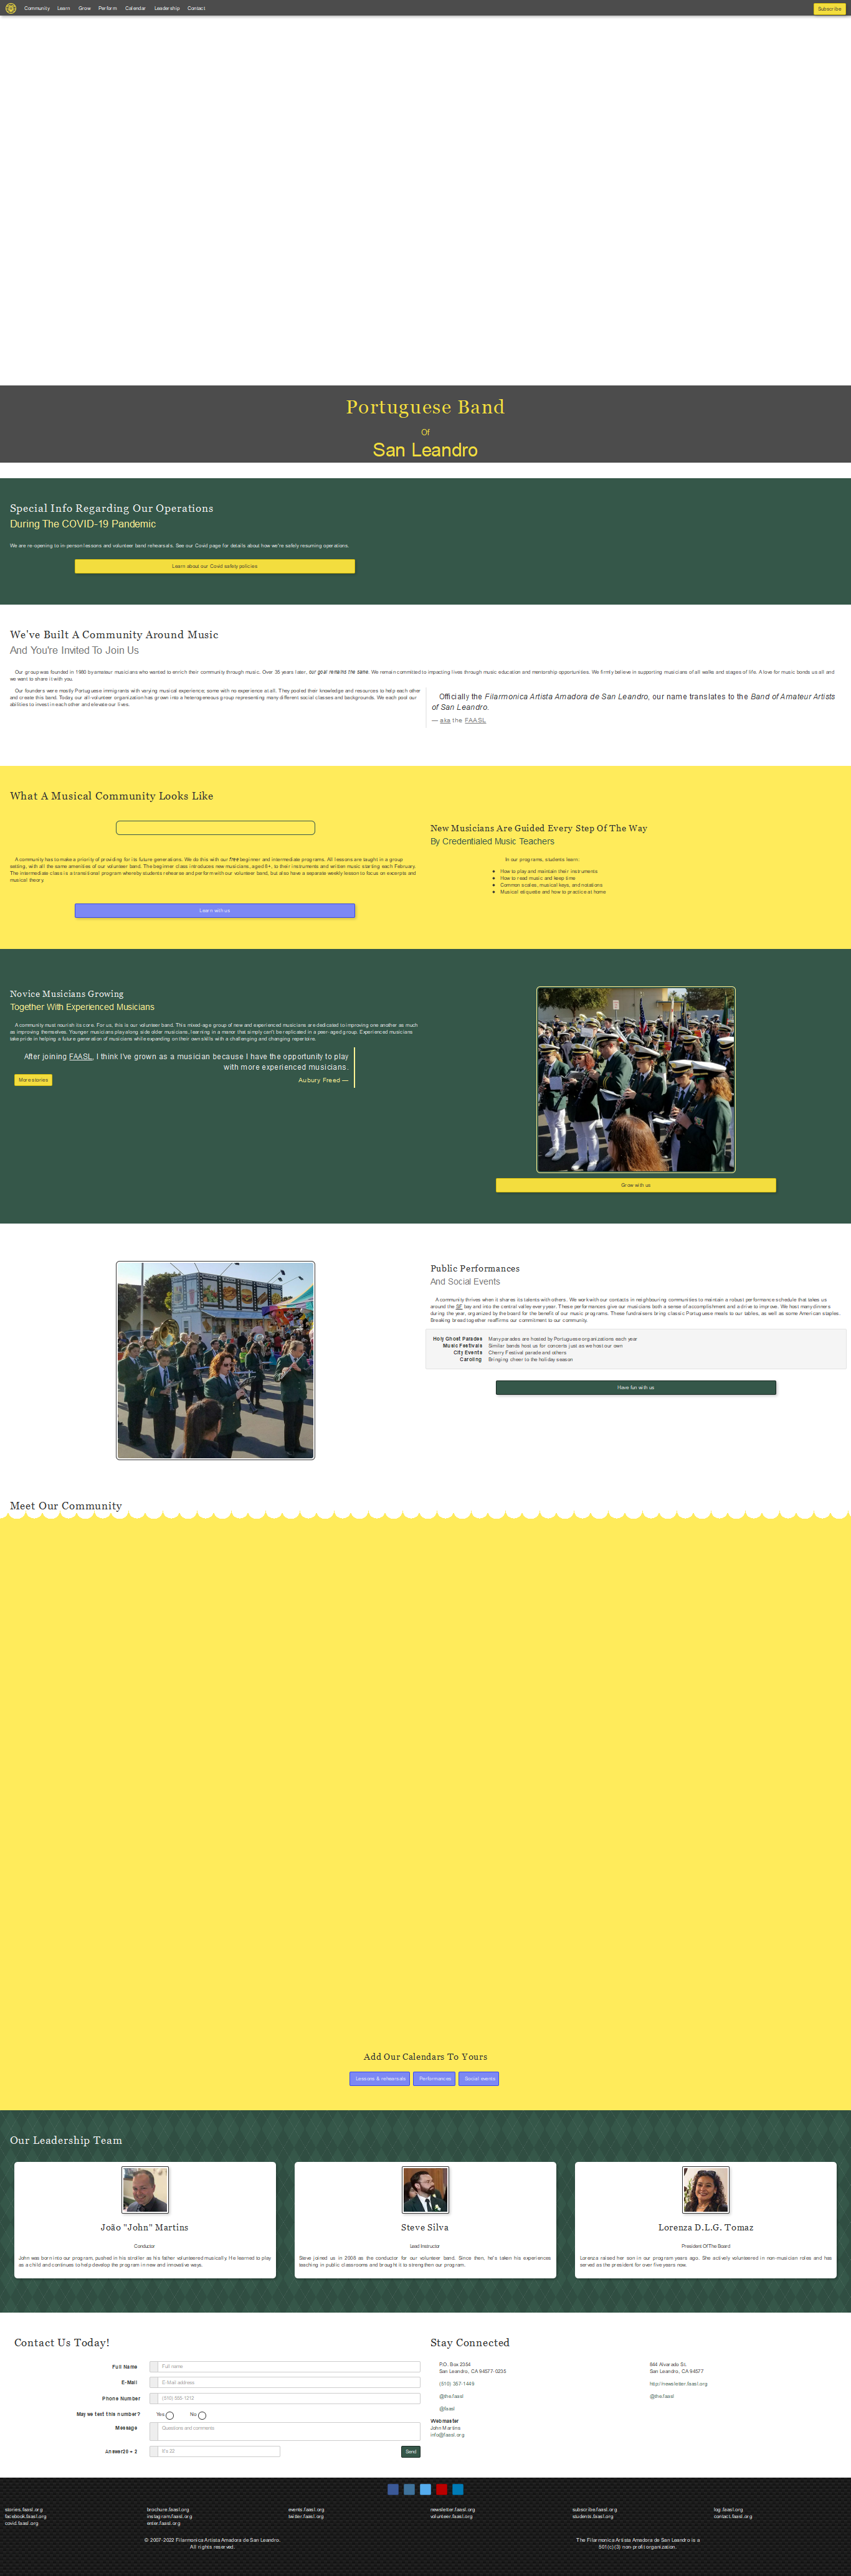 Community Learn Grow Perform Calendar Leadership Contact Subscribe
Portuguese Band
Of
San Leandro
Special Info Regarding Our Operations
During The COVID-19 Pandemic
We are re-opening to in-person lessons and volunteer band rehearsals. See our Covid page for details about how we're safely resuming operations.
Learn about our Covid safety policies
We've Built A Community Around Music
And You're Invited To Join Us
Our group was founded in 1980 by amateur musicians who wanted to enrich their community through music. Over 35 years later, our goal remains the same. We remain committed to impacting lives through music education and mentorship opportunities. We firmly believe in supporting musicians of all walks and stages of life. A love for music bonds us all and
we want to share it with you.
Our founders were mostly Portuguese immigrants with varying musical experience; some with no experience at all. They pooled their knowledge and resources to help each other
and to create this band. Today, our all-volunteer organization has grown into a heterogeneous group representing many different social classes and backgrounds. We each pool our
abilities to invest in each other and elevate our lives.
Officially the Filarmonica Artista Amadora de San Leandro, our name translates to the Band of Amateur Artists
of San Leandro.
— aka the FAASL
What A Musical Community Looks Like
A community has to make a priority of providing for its future generations. We do this with our free beginner and intermediate programs. All lessons are taught in a group
setting, with all the same amenities of our volunteer band. The beginner class introduces new musicians, aged 6+, to their instruments and written music starting each February.
The intermediate class is a transitional program whereby students rehearse and perform with our volunteer band, but also have a separate weekly lesson to focus on excerpts and
musical theory.
Learn with us
New Musicians Are Guided Every Step Of The Way
By Credentialed Music Teachers
In our programs, students learn:
How to play and maintain their instruments
How to read music and keep time
Common scales, musical keys, and notations
Musical etiquette and how to practice at home
Novice Musicians Growing
Together With Experienced Musicians
A community must nourish its core. For us, this is our volunteer band. This mixed-age group of new and experienced musicians are dedicated to improving one another as much
as improving themselves. Younger musicians play along side older musicians, learning in a manor that simply can't be replicated in a peer-aged group. Experienced musicians
take pride in helping a future generation of musicians while expanding on their own skills with a challenging and changing repertoire.
After joining FAASL, I think I've grown as a musician because I have the opportunity to play
with more experienced musicians.
Aubury Freed —
More stories
Grow with us
Public Performances
And Social Events
A community thrives when it shares its talents with others. We work with our contacts in neighbouring communities to maintain a robust performance schedule that takes us
around the SF bay and into the central valley every year. These performances give our musicians both a sense of accomplishment and a drive to improve. We host many dinners
during the year, organized by the board for the benefit of our music programs. These fundraisers bring classic Portuguese meals to our tables, as well as some American staples.
Breaking bread together reaffirms our commitment to our community.
Holy Ghost Parades Many parades are hosted by Portuguese organizations each year
Music Festivals Similar bands host us for concerts just as we host our own
City Events Cherry Festival parade and others
Caroling Bringing cheer to the holiday season
Have fun with us
Meet Our Community
Add Our Calendars To Yours
Lessons & rehearsals Performances Social events
Our Leadership Team
João "John" Martins
Conductor
John was born into our program, pushed in his stroller as his father volunteered musically. He learned to play
as a child and continues to help develop the program in new and innovative ways.
Steve Silva
Lead Instructor
Steve joined us in 2008 as the conductor for our volunteer band. Since then, he's taken his experiences
teaching in public classrooms and brought it to strengthen our program.
Lorenza D.L.G. Tomaz
President Of The Board
Lorenza raised her son in our program years ago. She actively volunteered in non-musician roles and has
served as the president for over five years now.
Contact Us Today!
Full Name Full name
E-Mail E-Mail address
Phone Number (510) 555-1212
May we text this number? Yes No
Message Questions and comments
Answer 20 + 2 It's 22
Send
Stay Connected
P.O. Box 2354
San Leandro, CA 94577-0235
(510) 357-1449
@the.faasl
@faasl
Webmaster
John Martins
info@faasl.org
844 Alvarado St.
San Leandro, CA 94577
http://newsletter.faasl.org
@the.faasl
stories.faasl.org
facebook.faasl.org
covid.faasl.org
brochure.faasl.org
instagram.faasl.org
enter.faasl.org
events.faasl.org
twitter.faasl.org
newsletter.faasl.org
volunteer.faasl.org
subscribe.faasl.org
students.faasl.org
tag.faasl.org
contact.faasl.org
© 2007-2022 Filarmonica Artista Amadora de San Leandro.
All rights reserved.
The Filarmonica Artista Amadora de San Leandro is a
501(c)(3) non-profit organization.